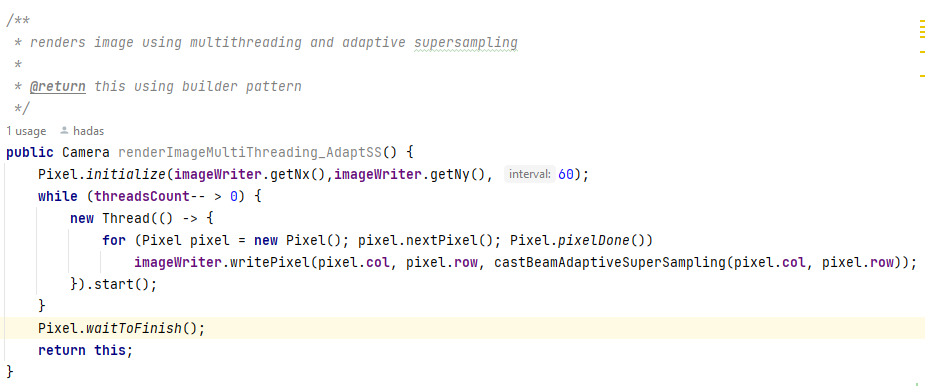 /**
 * renders image using multithreading and adaptive supersampling
 *
 * @return this using builder pattern
 */
1 usage hadas
public Camera renderImageMultiThreading_AdaptSS() {
    Pixel.initialize(imageWriter.getNx(),imageWriter.getNy(), interval: 60);
    while (threadsCount-- > 0) {
        new Thread(() -> {
            for (Pixel pixel = new Pixel(); pixel.nextPixel(); Pixel.pixelDone())
                imageWriter.writePixel(pixel.col, pixel.row, castBeamAdaptiveSuperSampling(pixel.col, pixel.row));
        }).start();
    }
    Pixel.waitToFinish();
    return this;
}